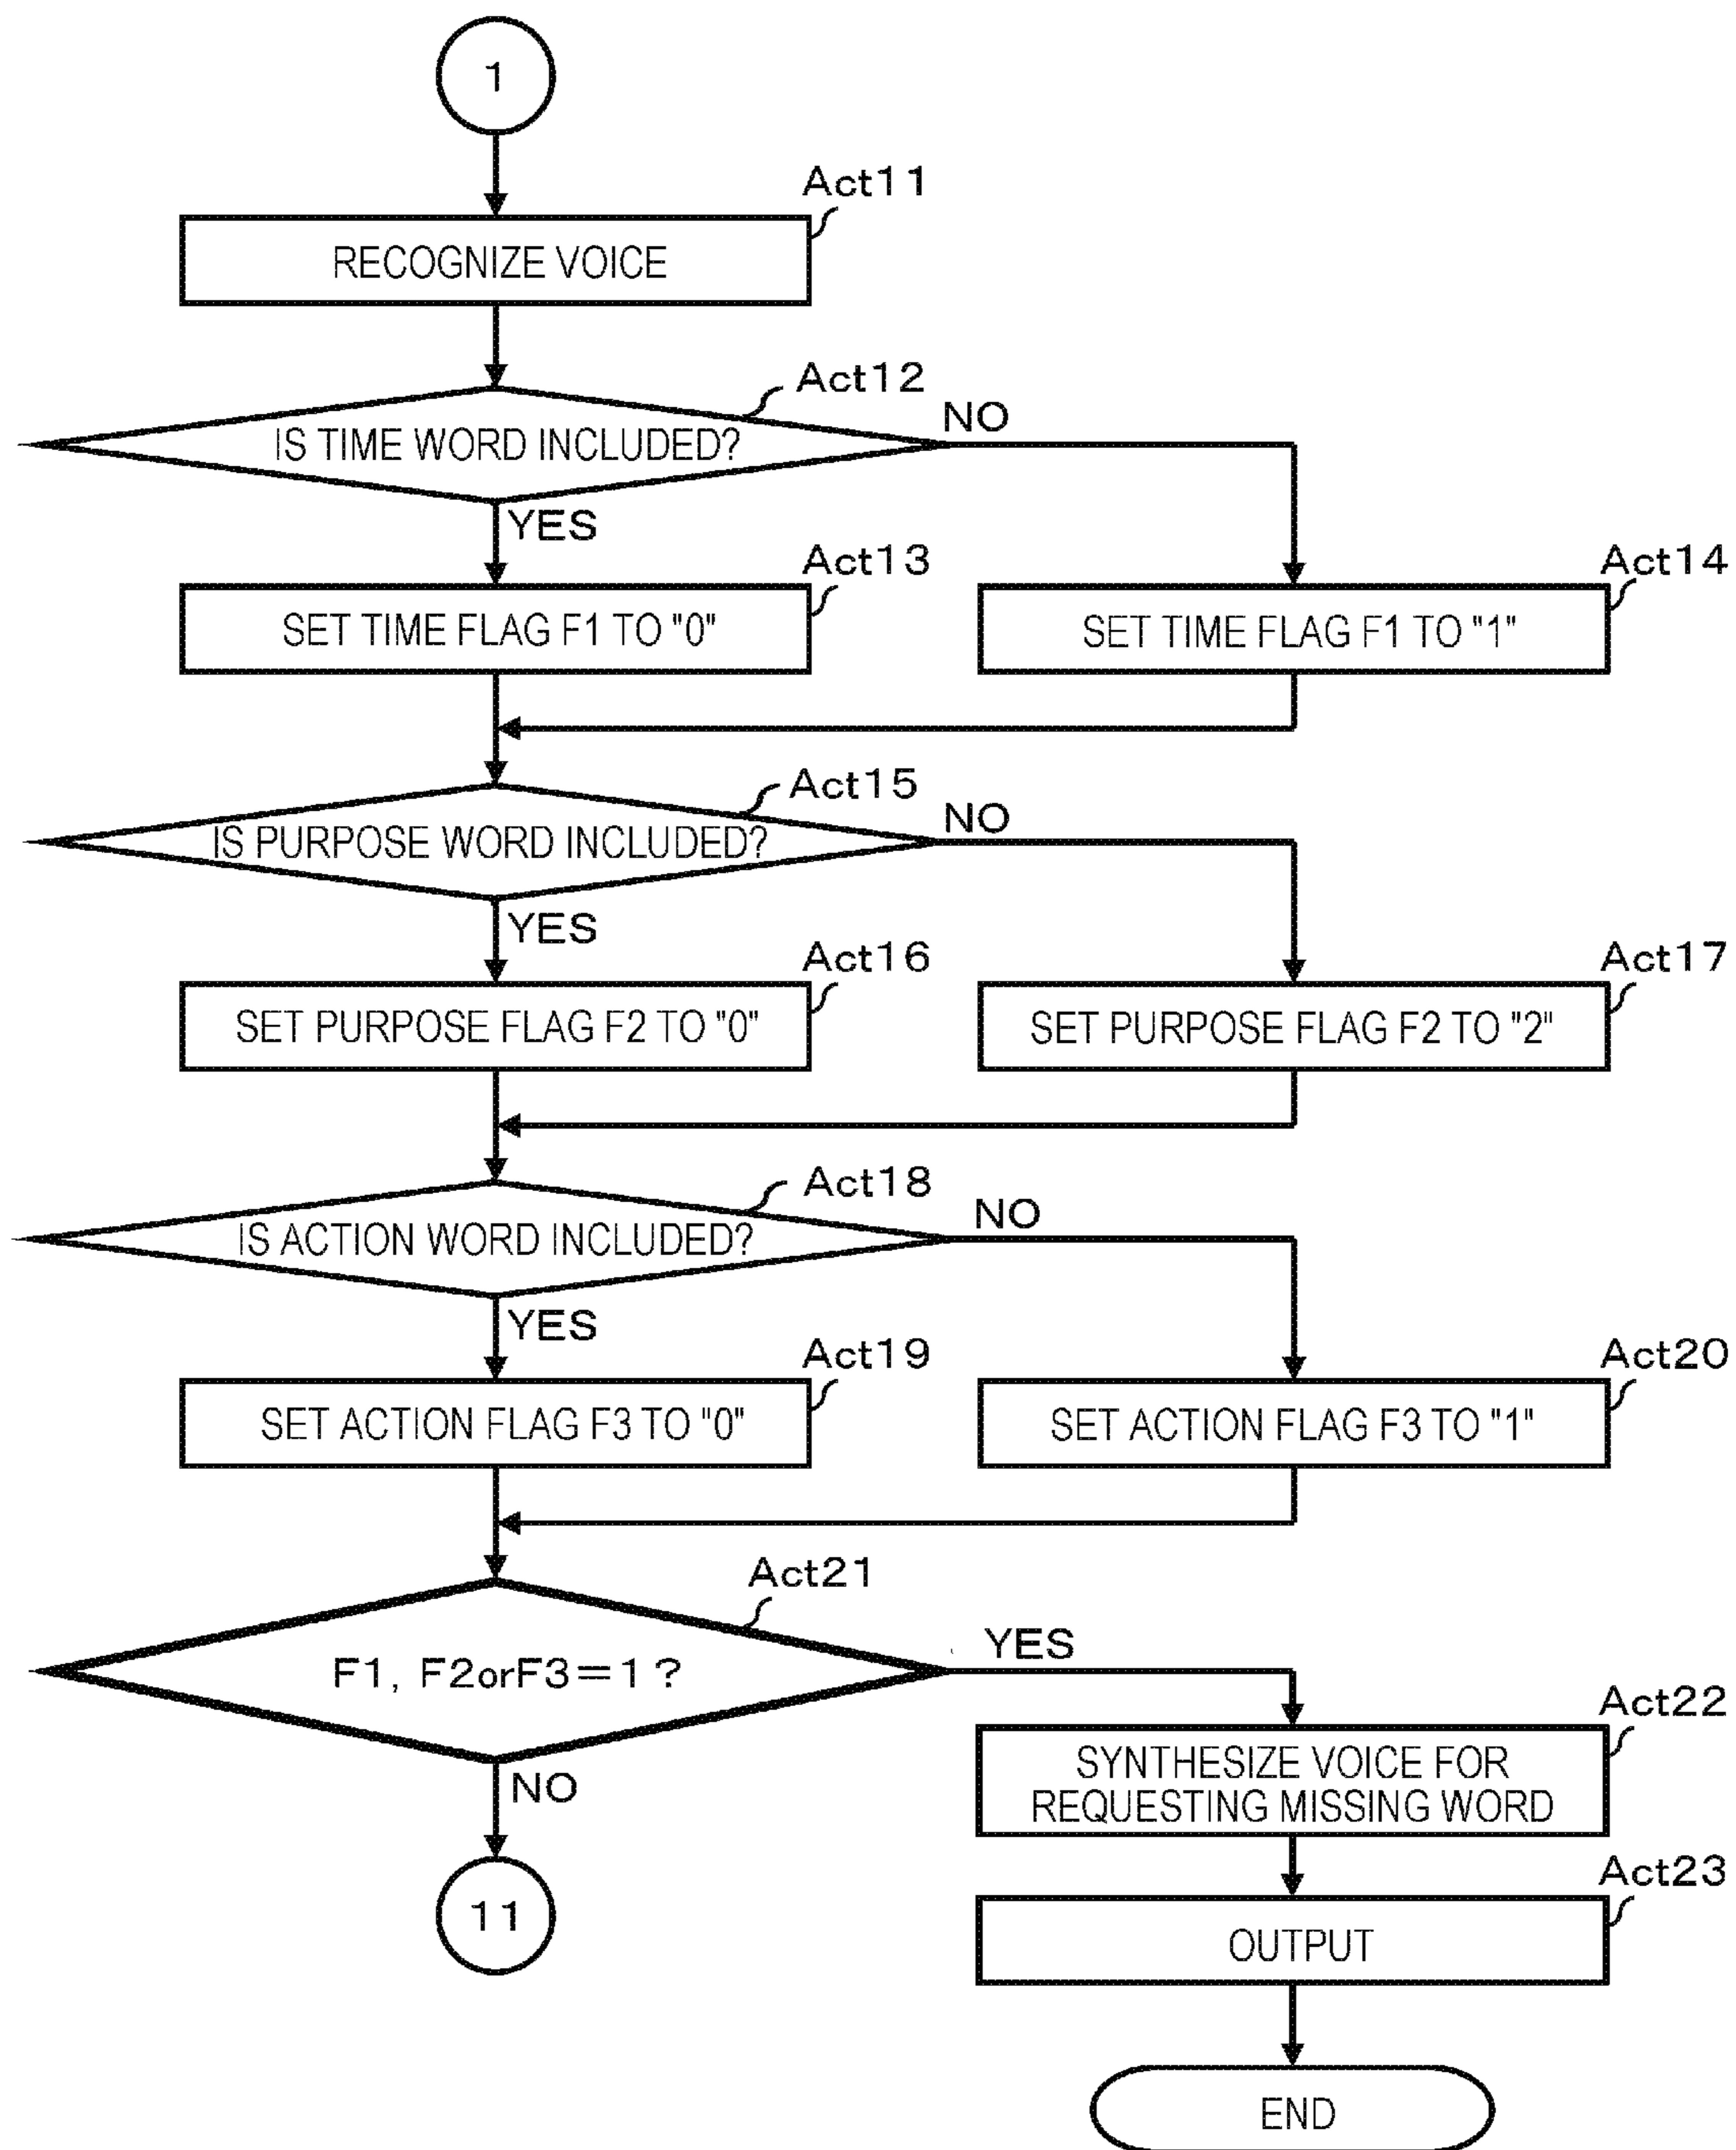 1
Act11
RECOGNIZE VOICE
Act12
IS TIME WORD INCLUDED?
NO
YES
Act13
SET TIME FLAG F1 TO "0"
Act14
SET TIME FLAG F1 TO "1"
Act15
IS PURPOSE WORD INCLUDED?
NO
YES
Act16
SET PURPOSE FLAG F2 TO "0"
Act17
SET PURPOSE FLAG F2 TO "2"
Act18
IS ACTION WORD INCLUDED?
NO
YES
Act19
SET ACTION FLAG F3 TO "0"
Act20
SET ACTION FLAG F3 TO "1"
Act21
F1, F2orF3=1?
YES
NO
11
Act22
SYNTHESIZE VOICE FOR
REQUESTING MISSING WORD
Act23
OUTPUT
END